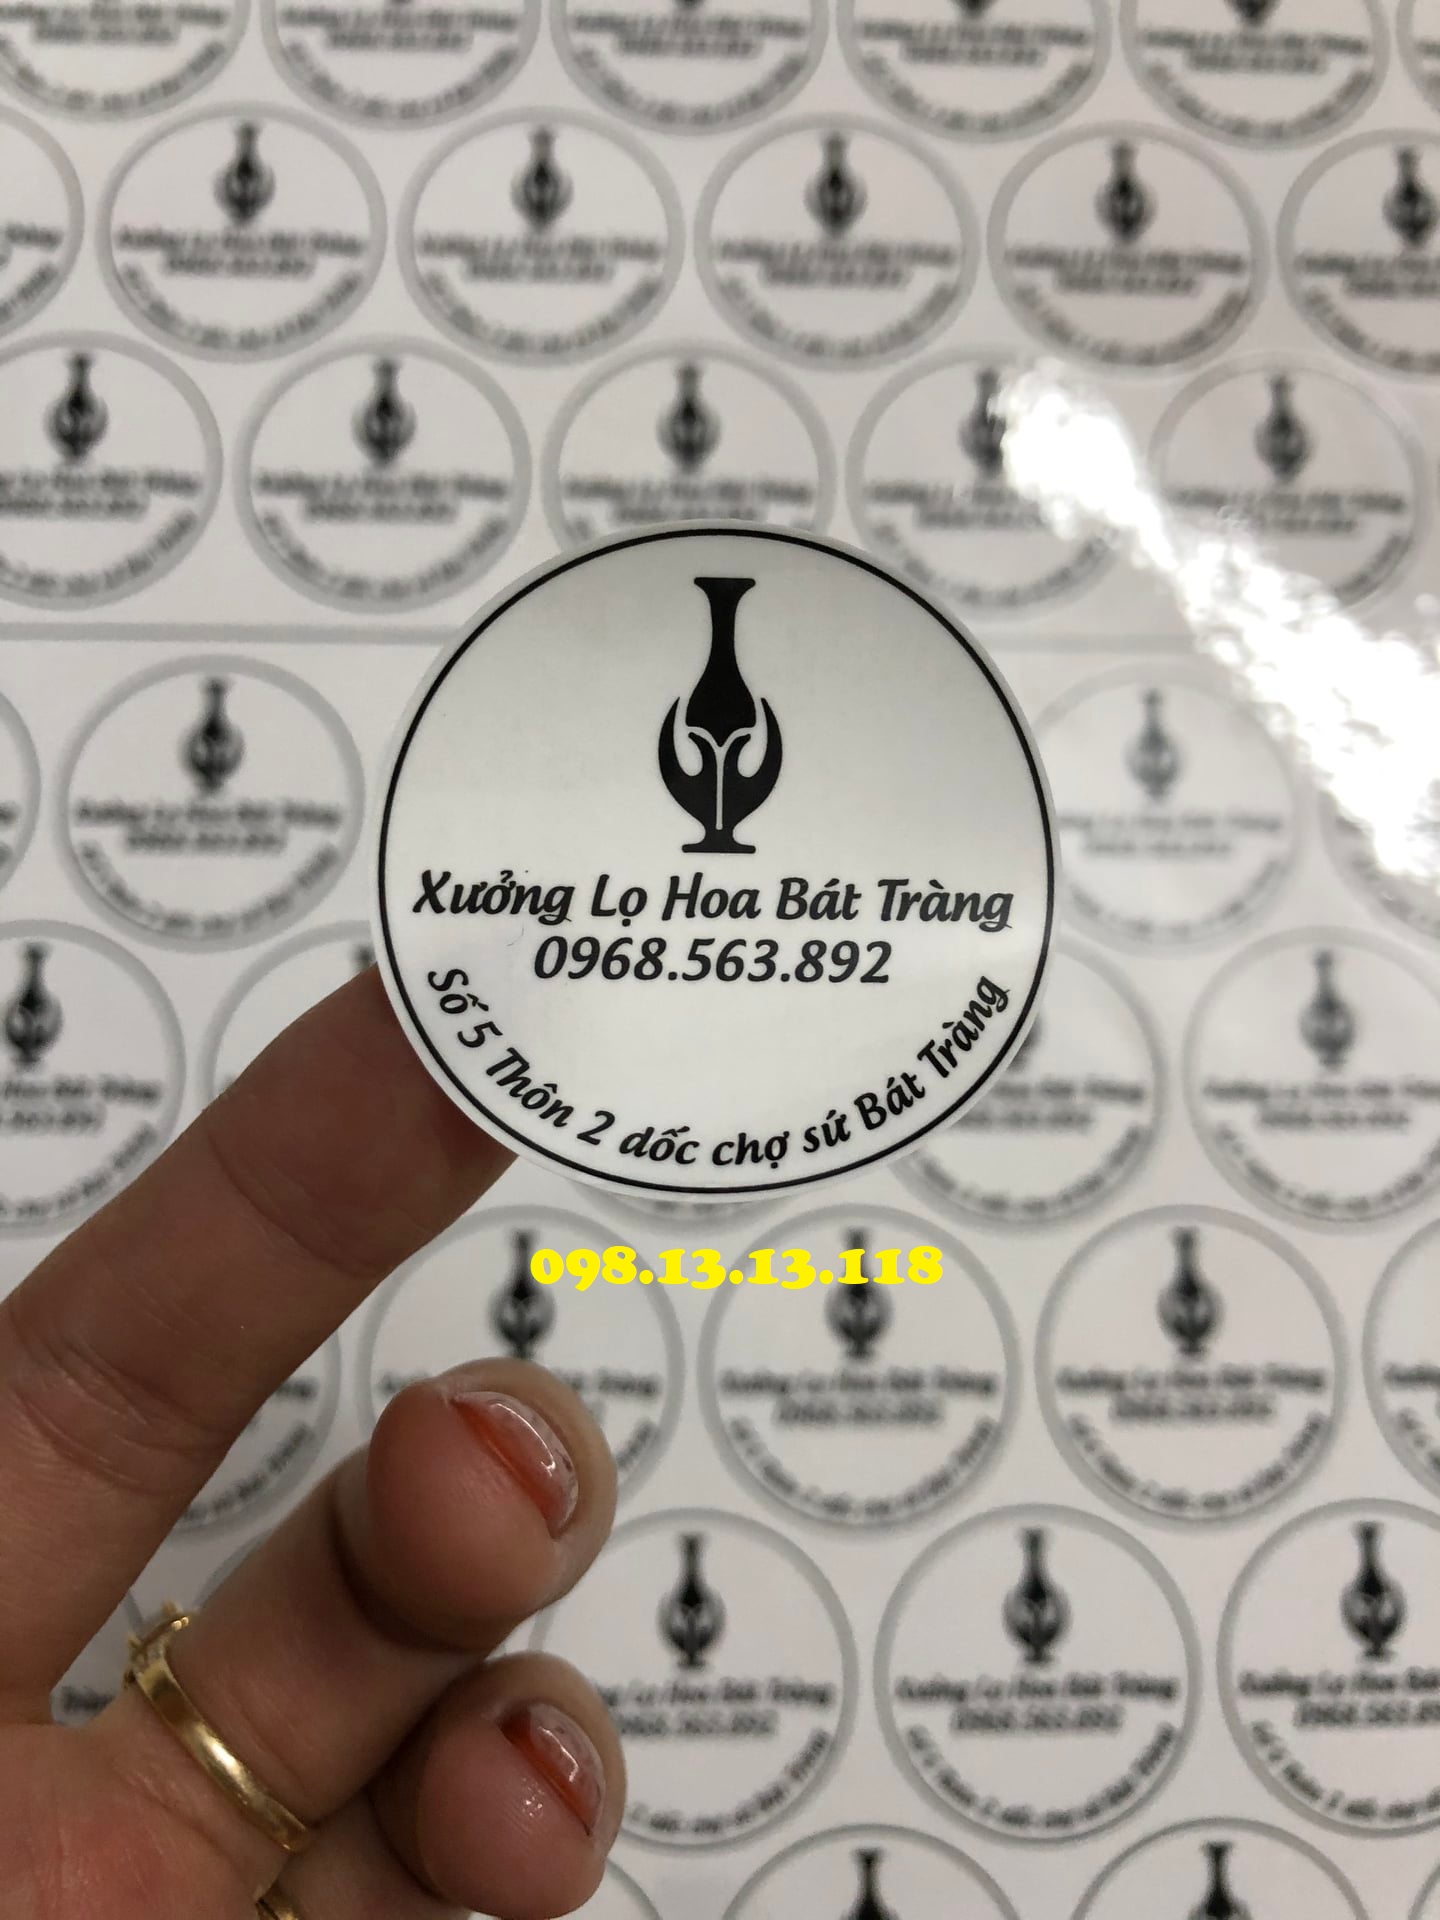 Xưởng Lọ Hoa Bát Tràng
0968.563.892
Số 5 Thôn 2 dốc chợ sứ Bát Tràng
098.13.13.118